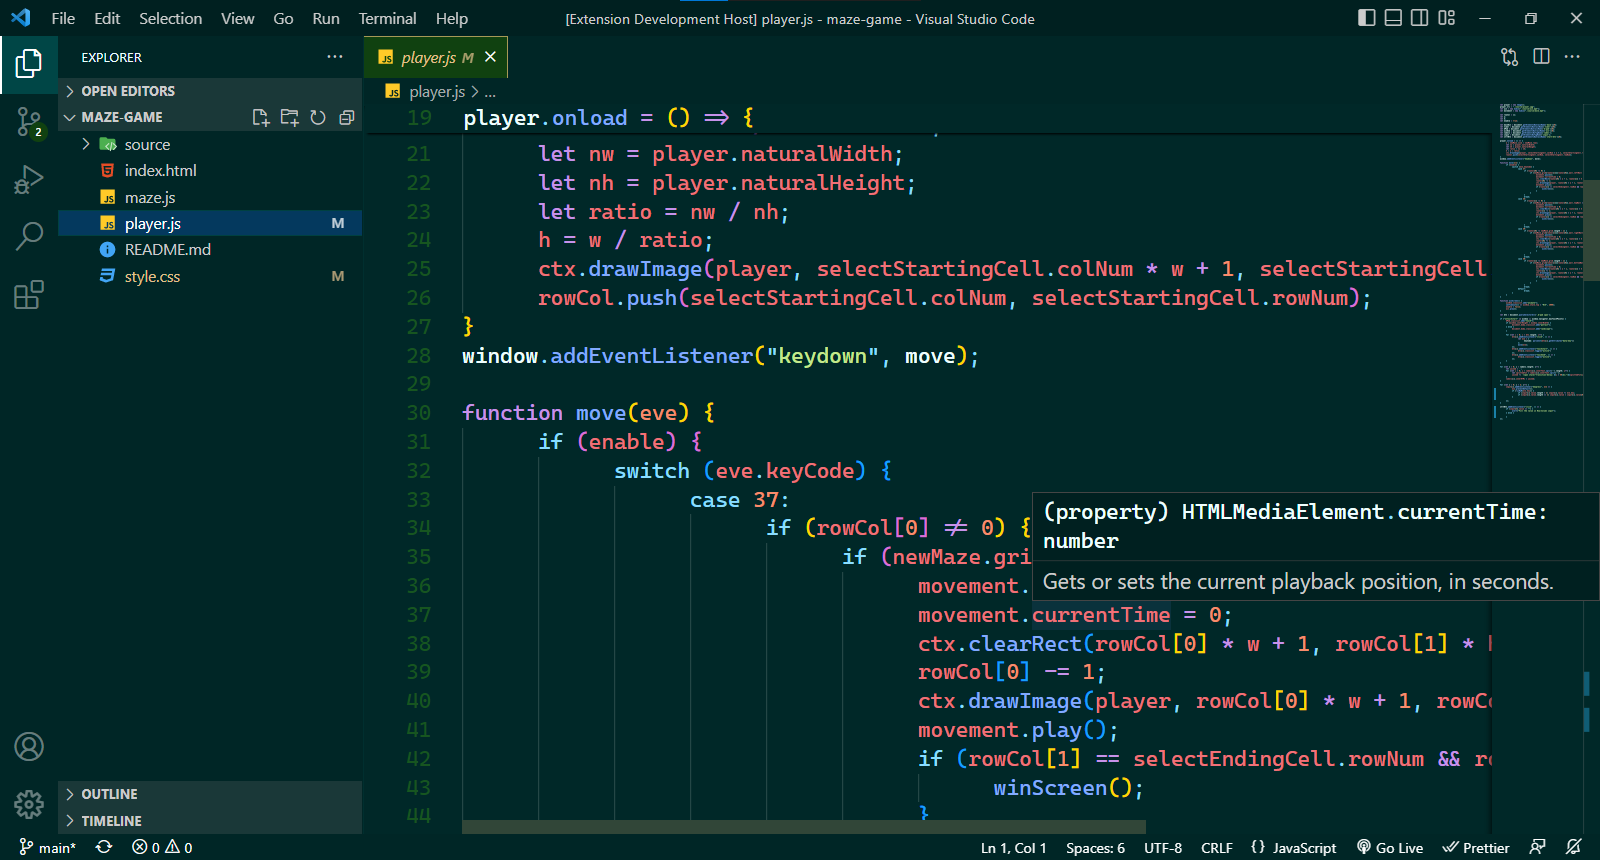 File Edit Selection View Go Run Terminal Help [Extension Development Host] player.js - maze-game - Visual Studio Code
EXPLORER
OPEN EDITORS
MAZE-GAME
source
index.html
maze.js
player.js M
README.md
style.css M
OUTLINE
TIMELINE
2
player.js M
player.js > ...
19 player.onload = () => {
21 let nw = player.naturalWidth;
22 let nh = player.naturalHeight;
23 let ratio = nw / nh;
24 h = w / ratio;
25 ctx.drawImage(player, selectStartingCell.colNum * w + 1, selectStartingCell
26 rowCol.push(selectStartingCell.colNum, selectStartingCell.rowNum);
27 }
28 window.addEventListener("keydown", move);
29
30 function move(eve) {
31 if (enable) {
32 switch (eve.keyCode) {
33 case 37:
34 if (rowCol[0] != 0) {
35 if (newMaze.gri
36 movement.
37 movement.currentTime = 0;
38 ctx.clearRect(rowCol[0] * w + 1, rowCol[1] * h
39 rowCol[0] -= 1;
40 ctx.drawImage(player, rowCol[0] * w + 1, rowCo
41 movement.play();
42 if (rowCol[1] == selectEndingCell.rowNum && ro
43 winScreen();
44 }
(property) HTMLMediaElement.currentTime:
number
Gets or sets the current playback position, in seconds.
main* 0 0 Ln 1, Col 1 Spaces: 6 UTF-8 CRLF {} JavaScript Go Live Prettier